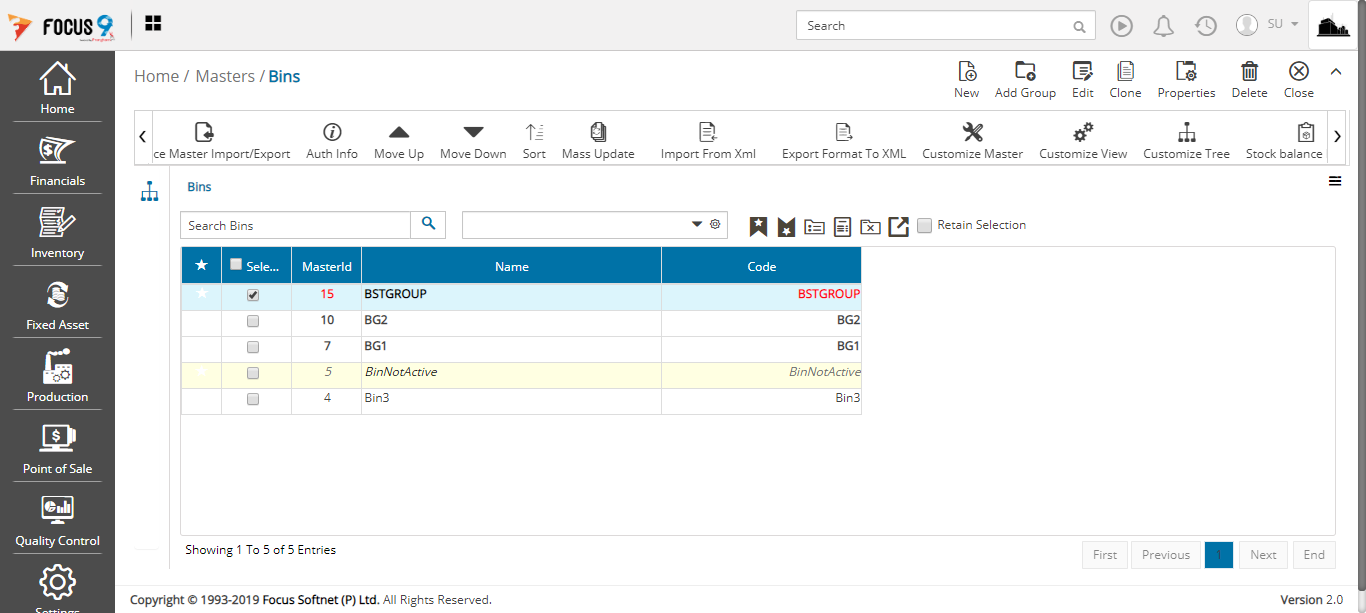 FOCUS 9
Search
SU
Home
Financials
Inventory
Fixed Asset
Production
Point of Sale
Quality Control
Settings
Home / Masters / Bins
New Add Group Edit Clone Properties Delete Close
ce Master Import/Export Auth Info Move Up Move Down Sort Mass Update Import From Xml Export Format To XML Customize Master Customize View Customize Tree Stock balance
Bins
Search Bins
Retain Selection
Sele... MasterId Name Code
15 BSTGROUP BSTGROUP
10 BG2 BG2
7 BG1 BG1
5 BinNotActive BinNotActive
4 Bin3 Bin3
Showing 1 To 5 of 5 Entries
First Previous 1 Next End
Copyright © 1993-2019 Focus Softnet (P) Ltd. All Rights Reserved.
Version 2.0